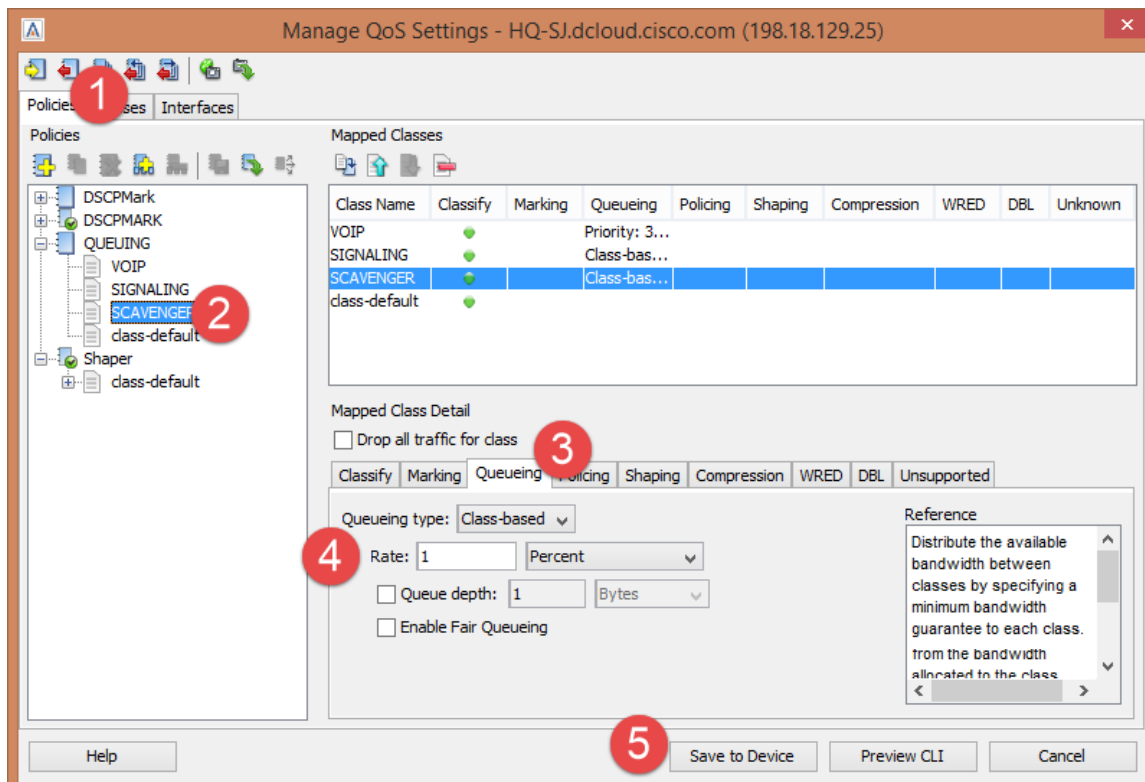 Manage QoS Settings - HQ-SJ.dcloud.cisco.com (198.18.129.25)
1
Policies Interfaces
Policies
DSCPMark
DSCPMARK
QUEUING
VOIP
SIGNALING
SCAVENGER
2
class-default
Shaper
class-default
Mapped Classes
Class Name Classify Marking Queueing Policing Shaping Compression WRED DBL Unknown
VOIP Priority: 3...
SIGNALING Class-bas...
SCAVENGER Class-bas...
class-default
Mapped Class Detail
Drop all traffic for class
3
Classify Marking Queueing Policing Shaping Compression WRED DBL Unsupported
Queueing type: Class-based
4
Rate: 1 Percent
Queue depth: 1 Bytes
Enable Fair Queueing
Reference
Distribute the available
bandwidth between
classes by specifying a
minimum bandwidth
guarantee to each class.
from the bandwidth
allocated to the class
5
Help Save to Device Preview CLI Cancel